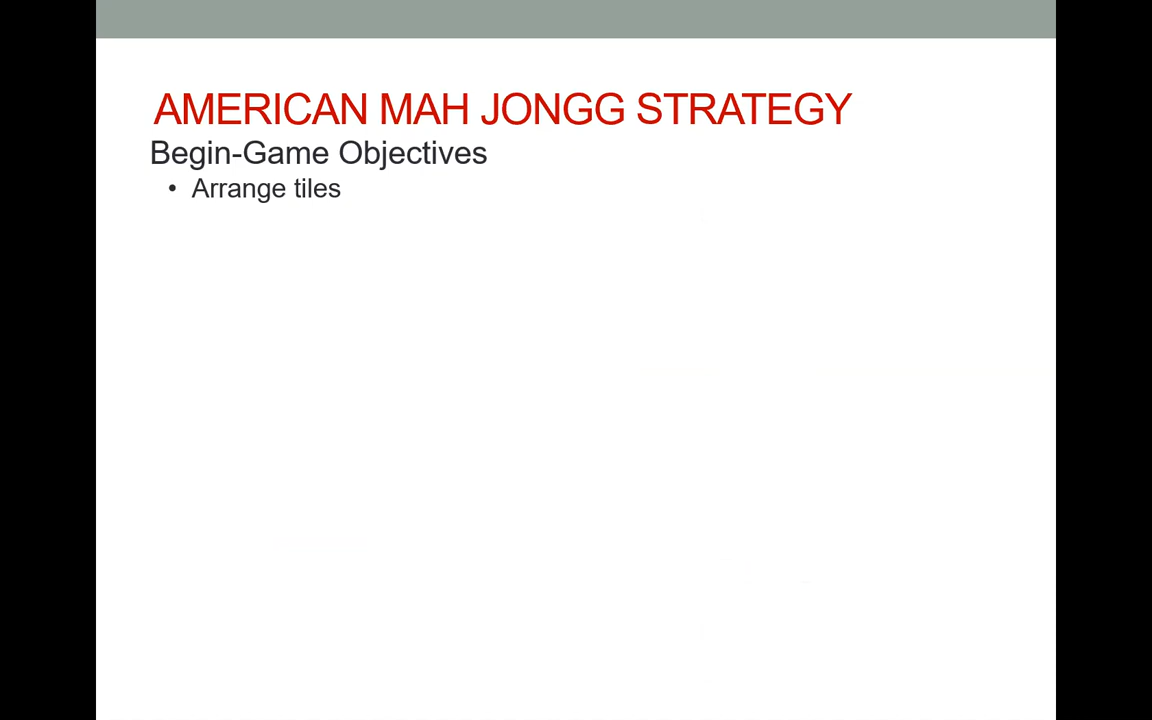 AMERICAN MAH JONGG STRATEGY
Begin-Game Objectives
• Arrange tiles